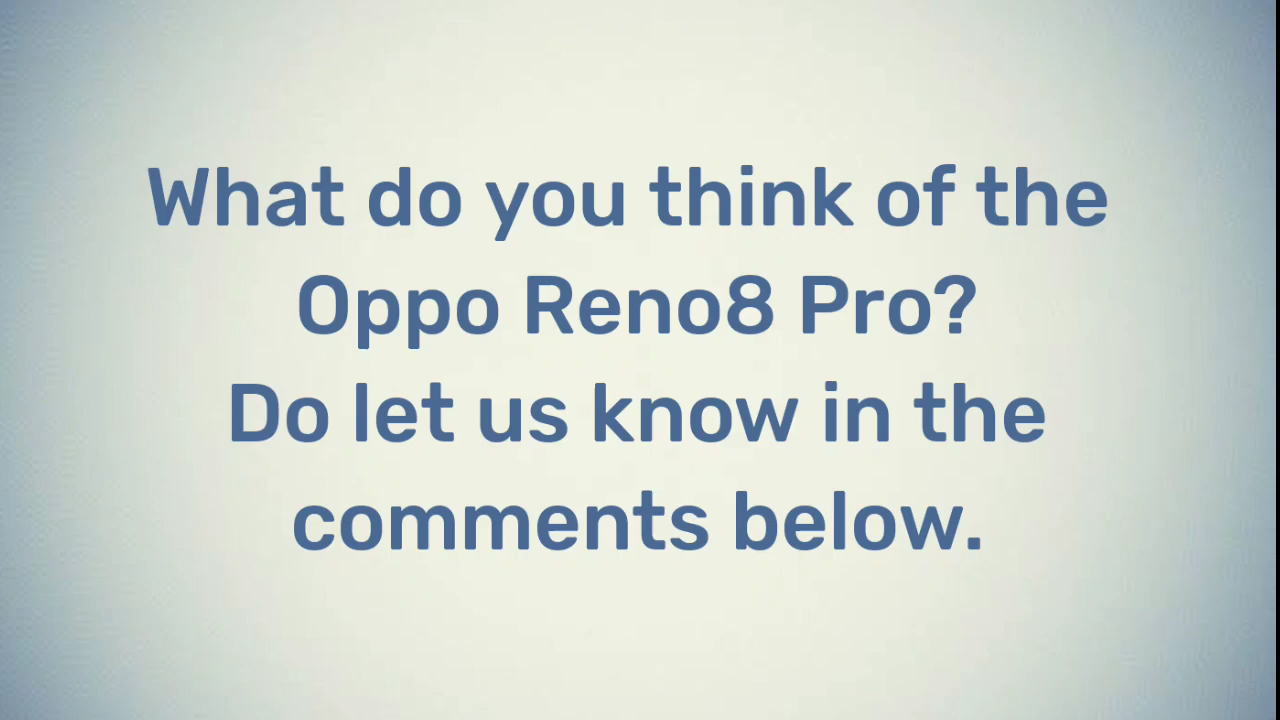 What do you think of the
Oppo Reno8 Pro?
Do let us know in the
comments below.